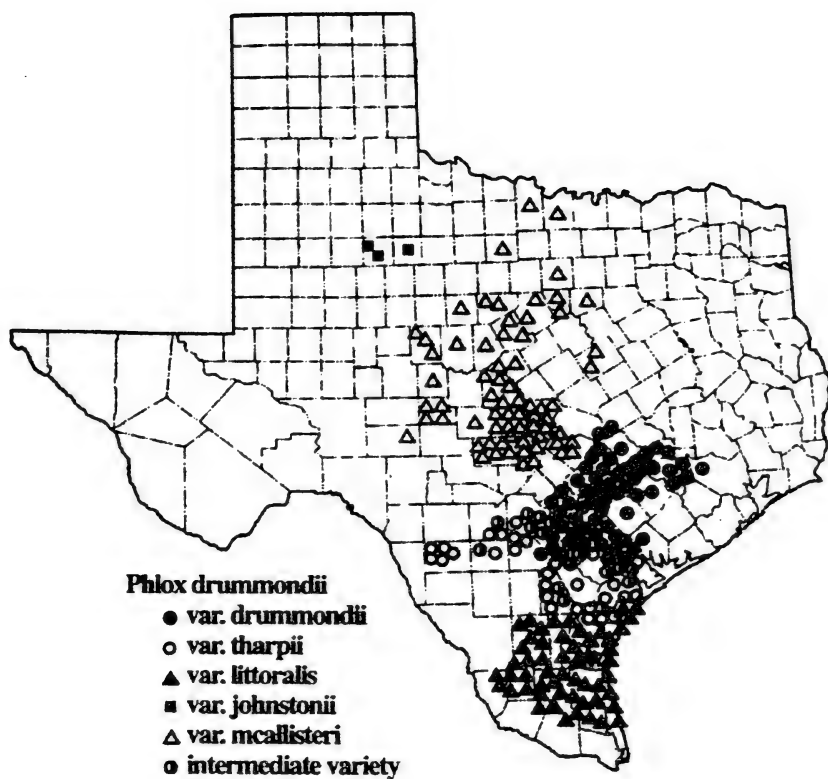 Phlox drummondii
var. drummondii
var. tharpii
var. littoralis
var. johnstonii
var. mcallisteri
intermediate variety